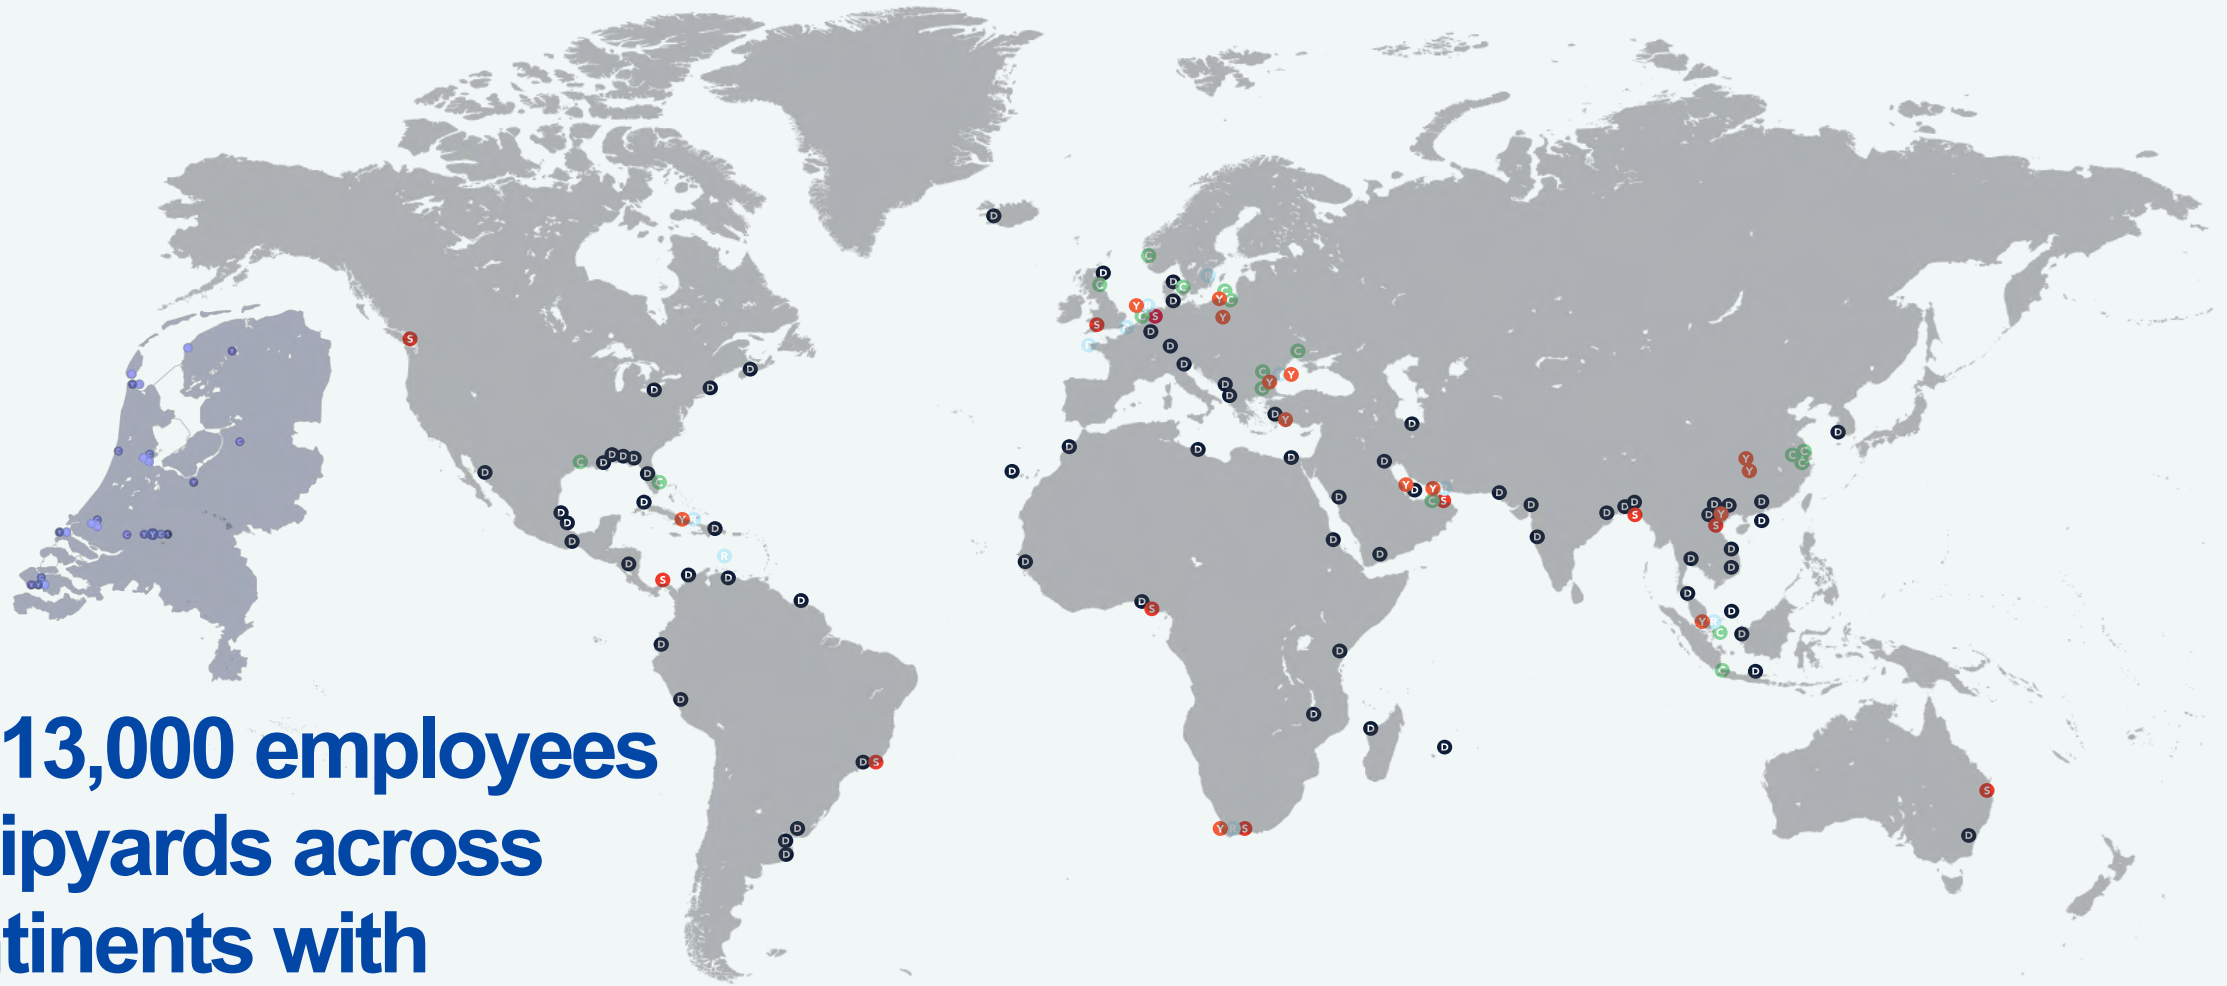 13,000 employees
ipyards across
tinents with